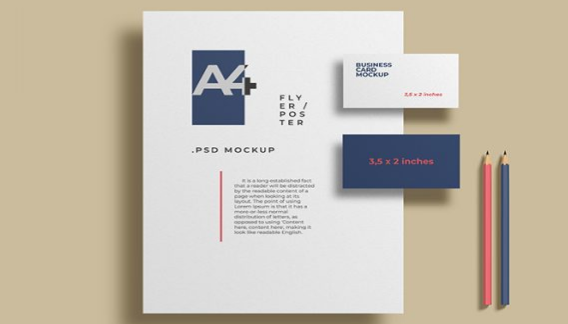 A4
FLY
ER /
POS
TER
.PSD MOCKUP
It is a long established fact
that a reader will be distracted
by the readable content of a
page when looking at its
layout. The point of using
Lorem Ipsum is that it has a
more-or-less normal
distribution of letters, as
opposed to using 'Content
here, content here', making it
look like readable English.
BUSINESS
CARD
MOCKUP
3,5 x 2 inches
3,5 x 2 inches